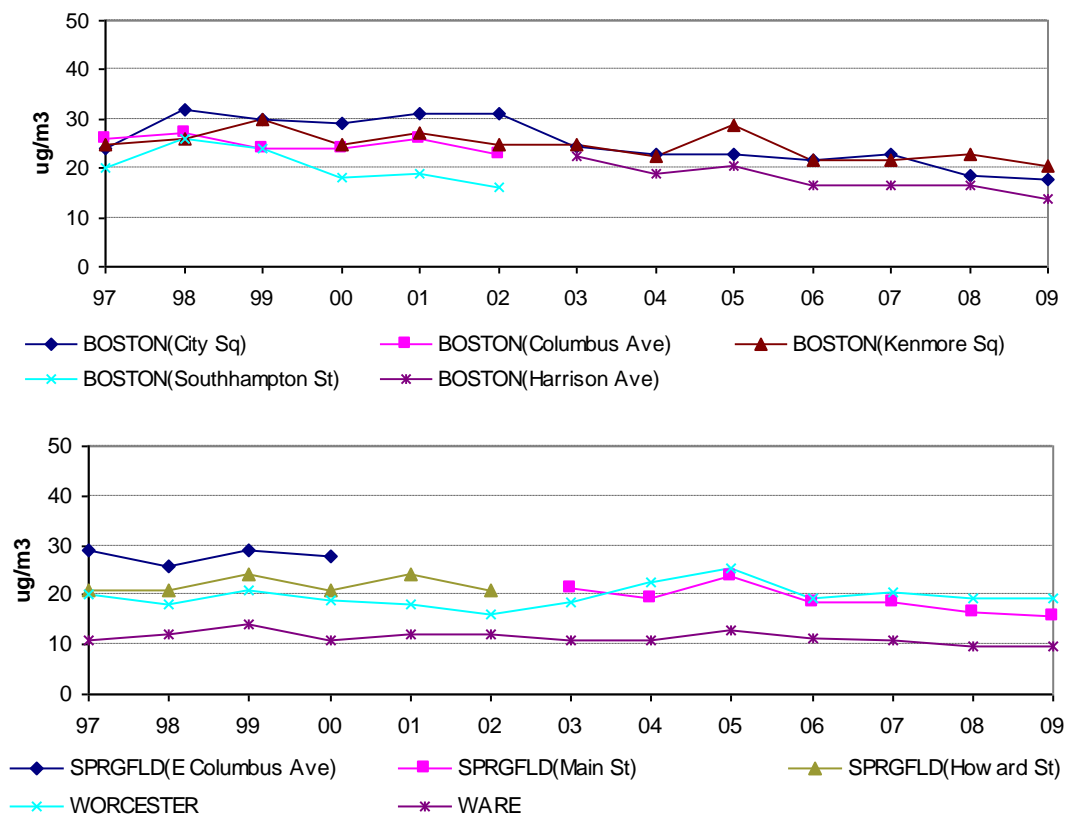 50
40
30
20
10
0
ug/m3
97 98 99 00 01 02 03 04 05 06 07 08 09
BOSTON(City Sq) BOSTON(Columbus Ave) BOSTON(Kenmore Sq)
BOSTON(Southhampton St) BOSTON(Harrison Ave)
50
40
30
20
10
0
ug/m3
97 98 99 00 01 02 03 04 05 06 07 08 09
SPRGFLD(E Columbus Ave) SPRGFLD(Main St) SPRGFLD(Howard St)
WORCESTER WARE